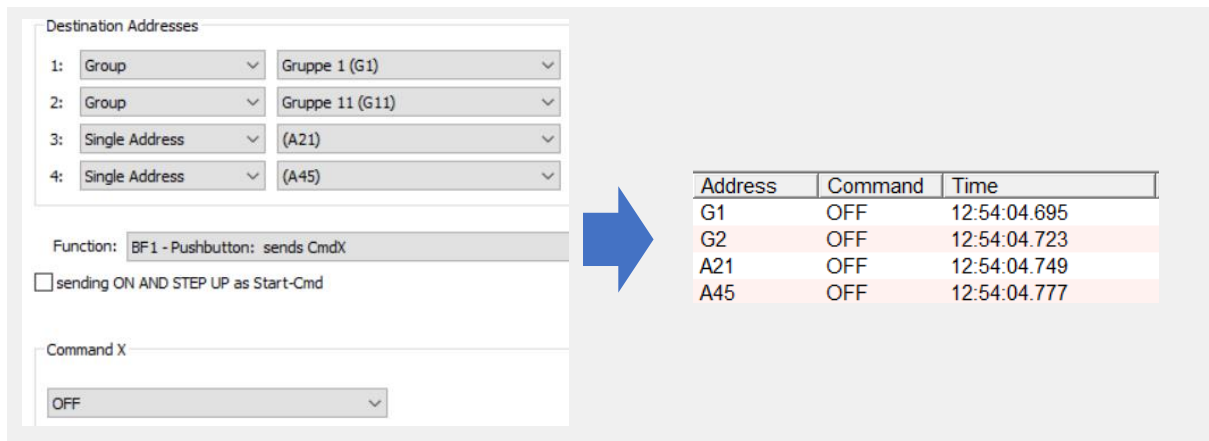 Destination Addresses
1: Group Gruppe 1 (G1)
2: Group Gruppe 11 (G11)
3: Single Address (A21)
4: Single Address (A45)
Function: BF1 - Pushbutton: sends CmdX
sending ON AND STEP UP as Start-Cmd
Command X
OFF
Address Command Time
G1 OFF 12:54:04.695
G2 OFF 12:54:04.723
A21 OFF 12:54:04.749
A45 OFF 12:54:04.777